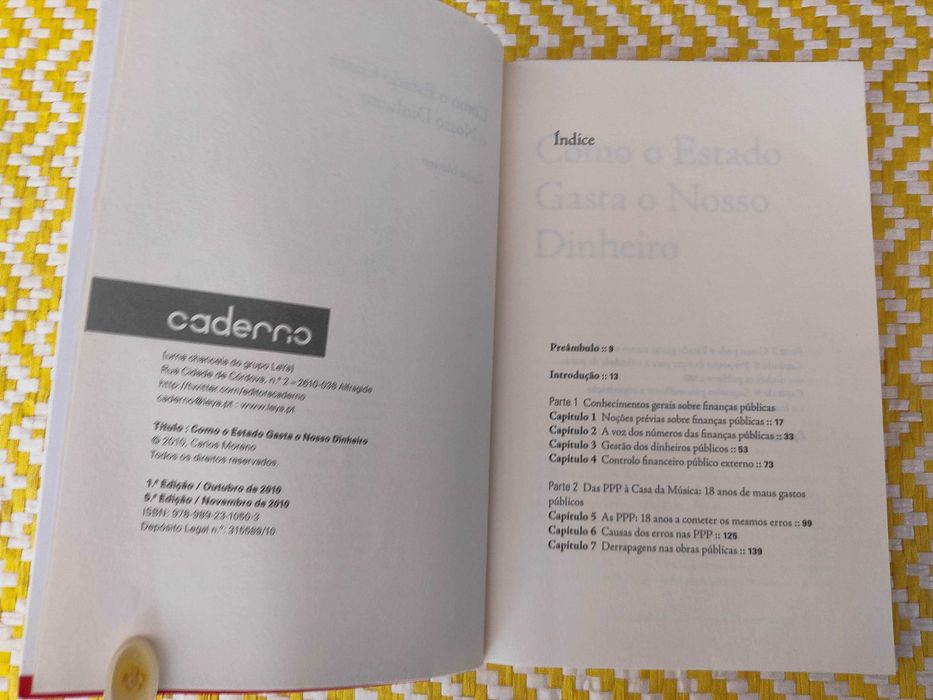 caderno
[uma chancela do grupo LeYa]
Rua Cidade de Córdova, n.º 2 – 2610-038 Alfragide
http://twitter.com/editoracaderno
caderno@leya.pt : www.leya.pt
Título : Como o Estado Gasta o Nosso Dinheiro
© 2010, Carlos Moreno
Todos os direitos reservados.
1.ª Edição / Outubro de 2010
5.ª Edição / Novembro de 2010
ISBN: 978-989-23-1050-3
Depósito Legal n.º: 315589/10
Índice
Como o Estado
Gasta o Nosso
Dinheiro
Preâmbulo :: 9
Introdução :: 13
Parte 1 Conhecimentos gerais sobre finanças públicas
Capítulo 1 Noções prévias sobre finanças públicas :: 17
Capítulo 2 A voz dos números das finanças públicas :: 33
Capítulo 3 Gestão dos dinheiros públicos :: 53
Capítulo 4 Controlo financeiro público externo :: 73
Parte 2 Das PPP à Casa da Música: 18 anos de maus gastos
públicos
Capítulo 5 As PPP: 18 anos a cometer os mesmos erros :: 99
Capítulo 6 Causas dos erros nas PPP :: 125
Capítulo 7 Derrapagens nas obras públicas :: 139